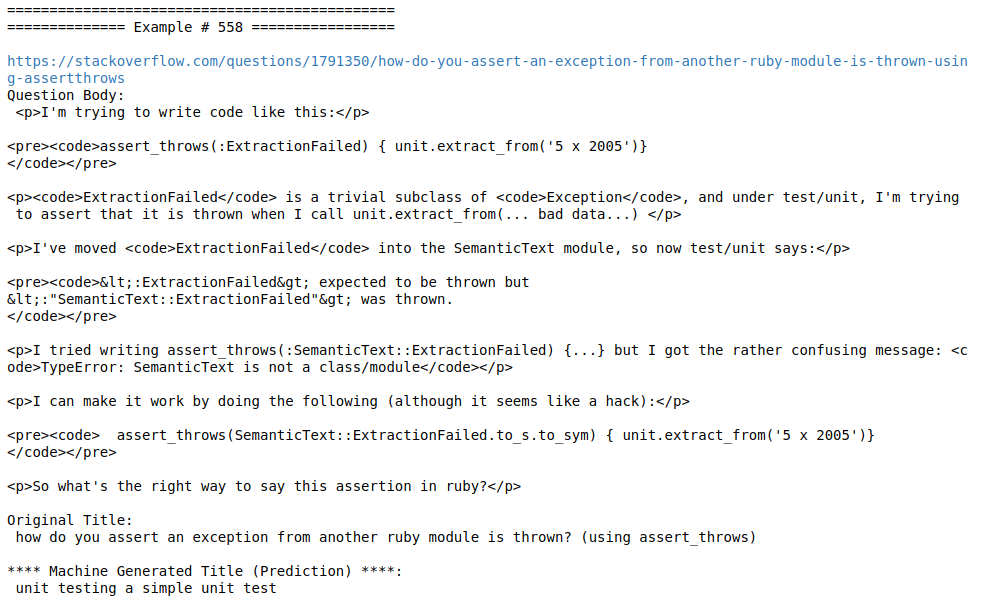 ==============================================
============== Example # 558 =================
https://stackoverflow.com/questions/1791350/how-do-you-assert-an-exception-from-another-ruby-module-is-thrown-usin
g-assertthrows
Question Body:
<p>I'm trying to write code like this:</p>
<pre><code>assert_throws(:ExtractionFailed) { unit.extract_from('5 x 2005')}
</code></pre>
<p><code>ExtractionFailed</code> is a trivial subclass of <code>Exception</code>, and under test/unit, I'm trying
to assert that it is thrown when I call unit.extract_from(... bad data...) </p>
<p>I've moved <code>ExtractionFailed</code> into the SemanticText module, so now test/unit says:</p>
<pre><code>&lt;:ExtractionFailed&gt; expected to be thrown but
&lt;:"SemanticText::ExtractionFailed"&gt; was thrown.
</code></pre>
<p>I tried writing assert_throws(:SemanticText::ExtractionFailed) {...} but I got the rather confusing message: <c
ode>TypeError: SemanticText is not a class/module</code></p>
<p>I can make it work by doing the following (although it seems like a hack):</p>
<pre><code>  assert_throws(SemanticText::ExtractionFailed.to_s.to_sym) { unit.extract_from('5 x 2005')}
</code></pre>
<p>So what's the right way to say this assertion in ruby?</p>
Original Title:
how do you assert an exception from another ruby module is thrown? (using assert_throws)
**** Machine Generated Title (Prediction) ****:
unit testing a simple unit test